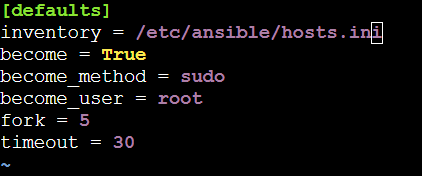 [defaults]
inventory = /etc/ansible/hosts.ini
become = True
become_method = sudo
become_user = root
fork = 5
timeout = 30
~